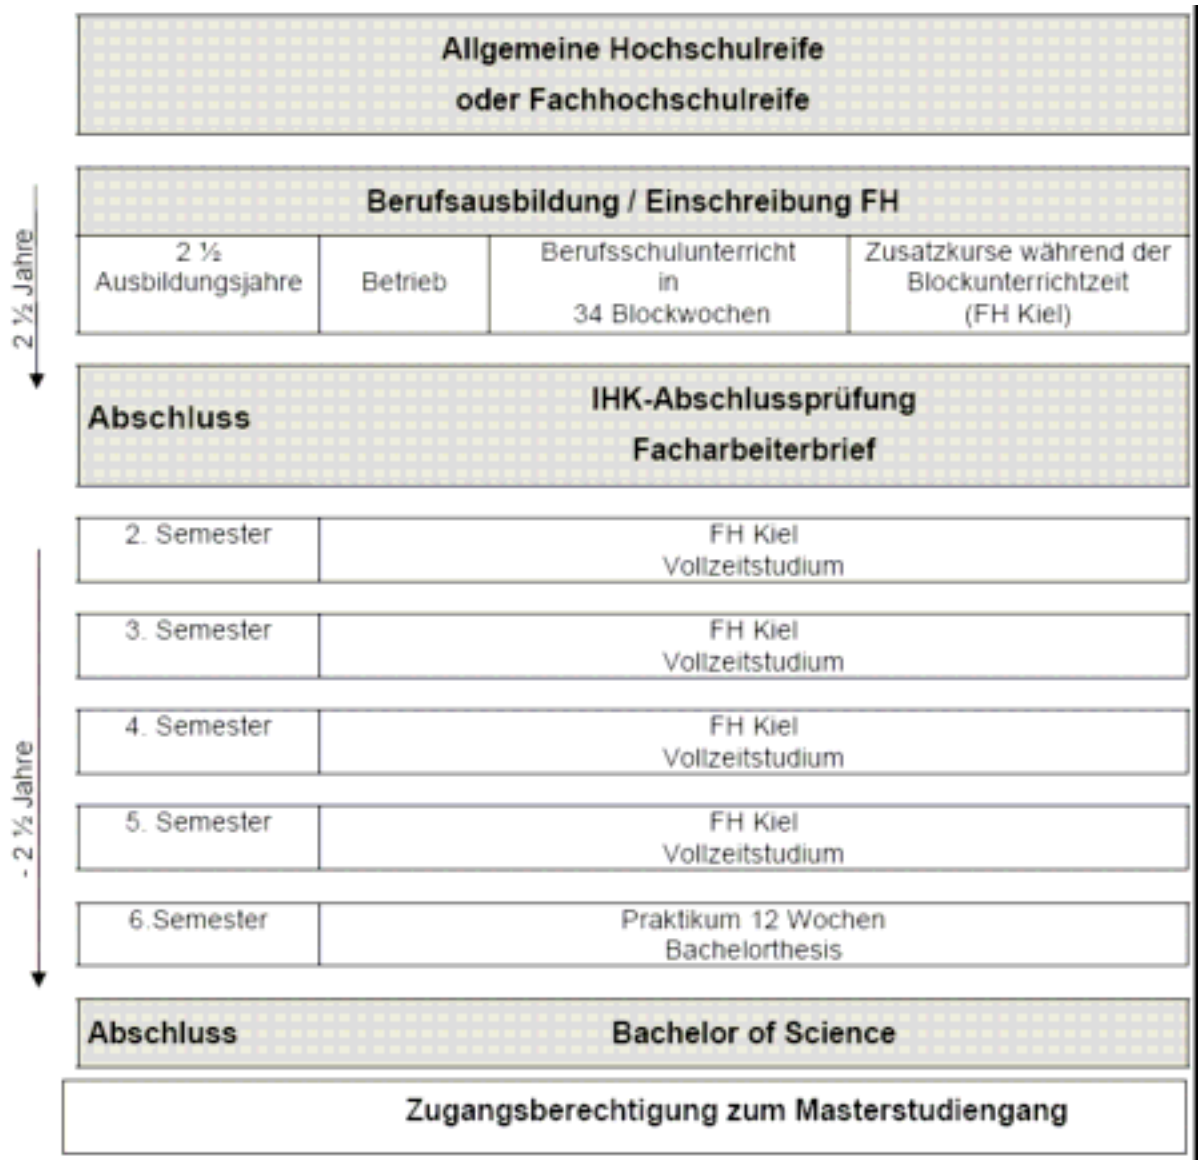 Allgemeine Hochschulreife
oder Fachhochschulreife
Berufsausbildung / Einschreibung FH
2 ½
Ausbildungsjahre
Betrieb
Berufsschulunterricht
in
34 Blockwochen
Zusatzkurse während der
Blockunterrichtzeit
(FH Kiel)
2 ½ Jahre
Abschluss
IHK-Abschlussprüfung
Facharbeiterbrief
2. Semester
FH Kiel
Vollzeitstudium
3. Semester
FH Kiel
Vollzeitstudium
4. Semester
FH Kiel
Vollzeitstudium
5. Semester
FH Kiel
Vollzeitstudium
6.Semester
Praktikum 12 Wochen
Bachelorthesis
- 2 ½ Jahre
Abschluss
Bachelor of Science
Zugangsberechtigung zum Masterstudiengang